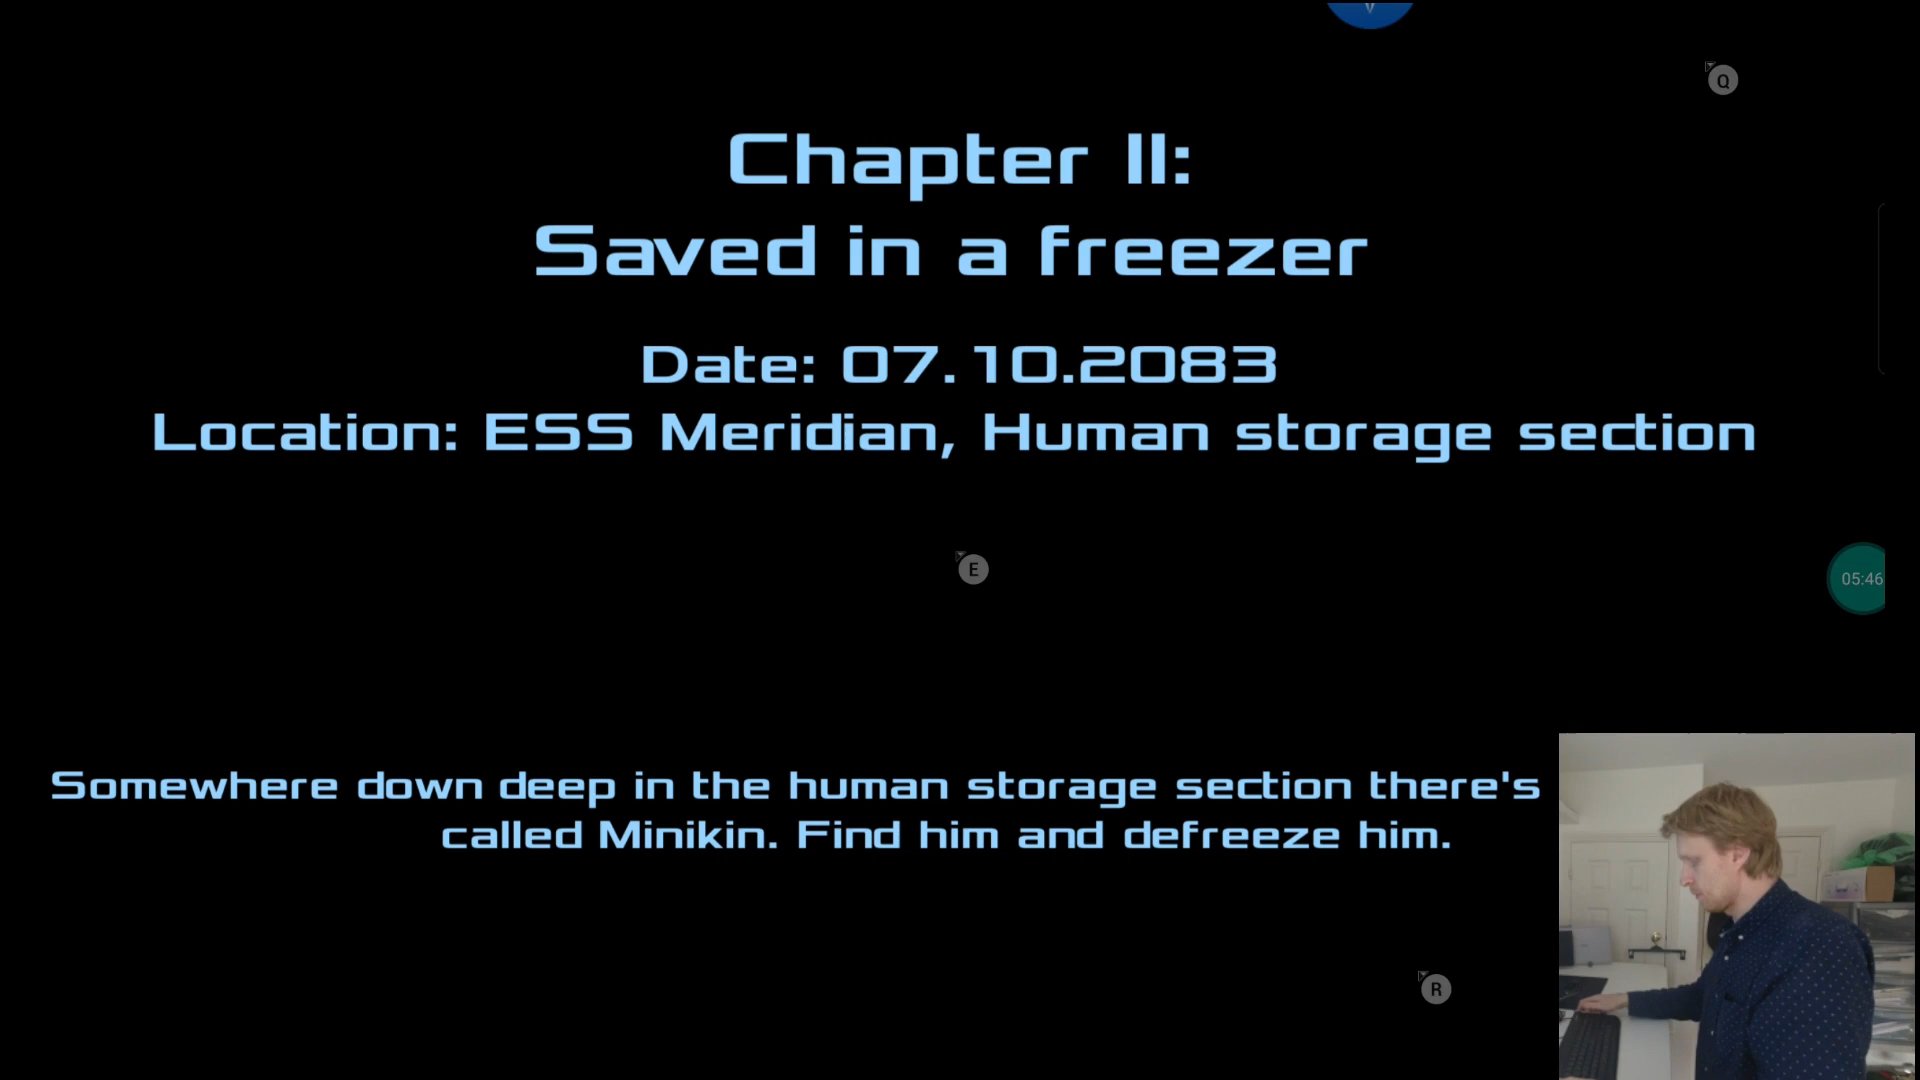 V
Q
Chapter II:
Saved in a freezer
Date: 07.10.2083
Location: ESS Meridian, Human storage section
E
05:46
Somewhere down deep in the human storage section there's
called Minikin. Find him and defreeze him.
R